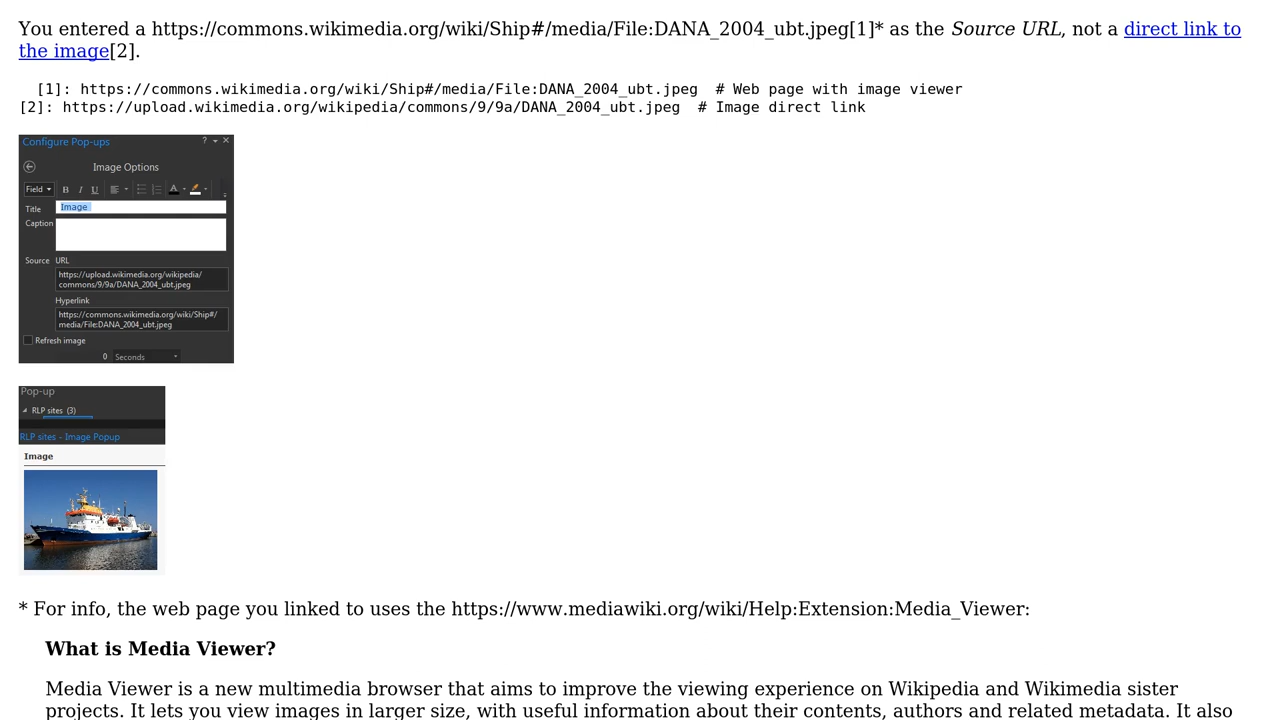 You entered a https://commons.wikimedia.org/wiki/Ship#/media/File:DANA_2004_ubt.jpeg[1]* as the Source URL, not a direct link to
the image[2].
[1]: https://commons.wikimedia.org/wiki/Ship#/media/File:DANA_2004_ubt.jpeg  # Web page with image viewer
[2]: https://upload.wikimedia.org/wikipedia/commons/9/9a/DANA_2004_ubt.jpeg  # Image direct link
Configure Pop-ups ?
Image Options
Field B I U A
Title Image
Caption
Source URL
https://upload.wikimedia.org/wikipedia/
commons/9/9a/DANA_2004_ubt.jpeg
Hyperlink
https://commons.wikimedia.org/wiki/Ship#/
media/File:DANA_2004_ubt.jpeg
Refresh image
0 Seconds
Pop-up
RLP sites (3)
RLP sites - Image Popup
Image
* For info, the web page you linked to uses the https://www.mediawiki.org/wiki/Help:Extension:Media_Viewer:
What is Media Viewer?
Media Viewer is a new multimedia browser that aims to improve the viewing experience on Wikipedia and Wikimedia sister
projects. It lets you view images in larger size, with useful information about their contents, authors and related metadata. It also